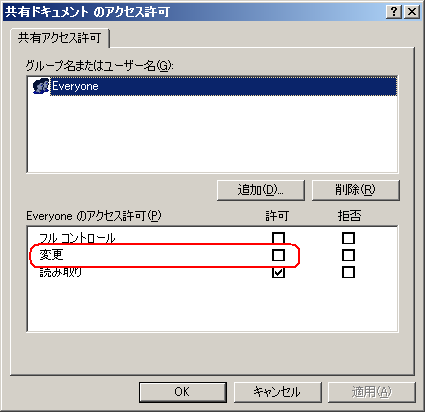 共有ドキュメント のアクセス許可
共有アクセス許可
グループ名またはユーザー名(G):
Everyone
追加(D)... 削除(R)
Everyone のアクセス許可(P) 許可 拒否
フル コントロール
変更
読み取り
OK キャンセル 適用(A)